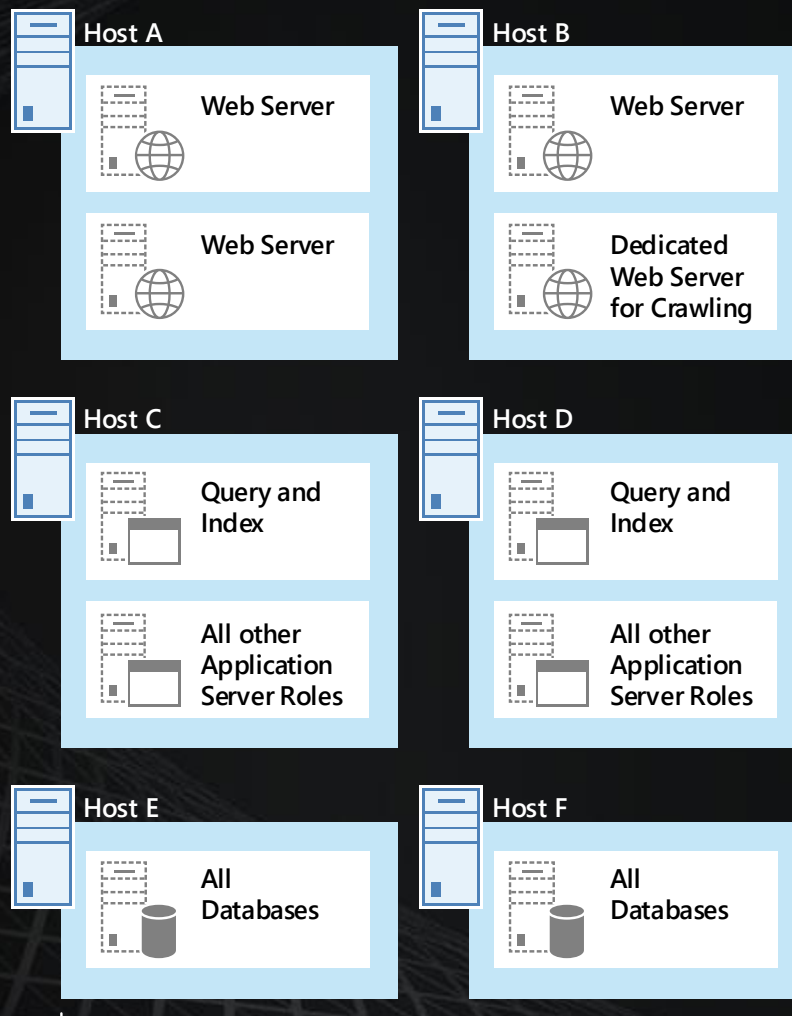 Host A
Web Server
Web Server
Host B
Web Server
Dedicated
Web Server
for Crawling
Host C
Query and
Index
All other
Application
Server Roles
Host D
Query and
Index
All other
Application
Server Roles
Host E
All
Databases
Host F
All
Databases